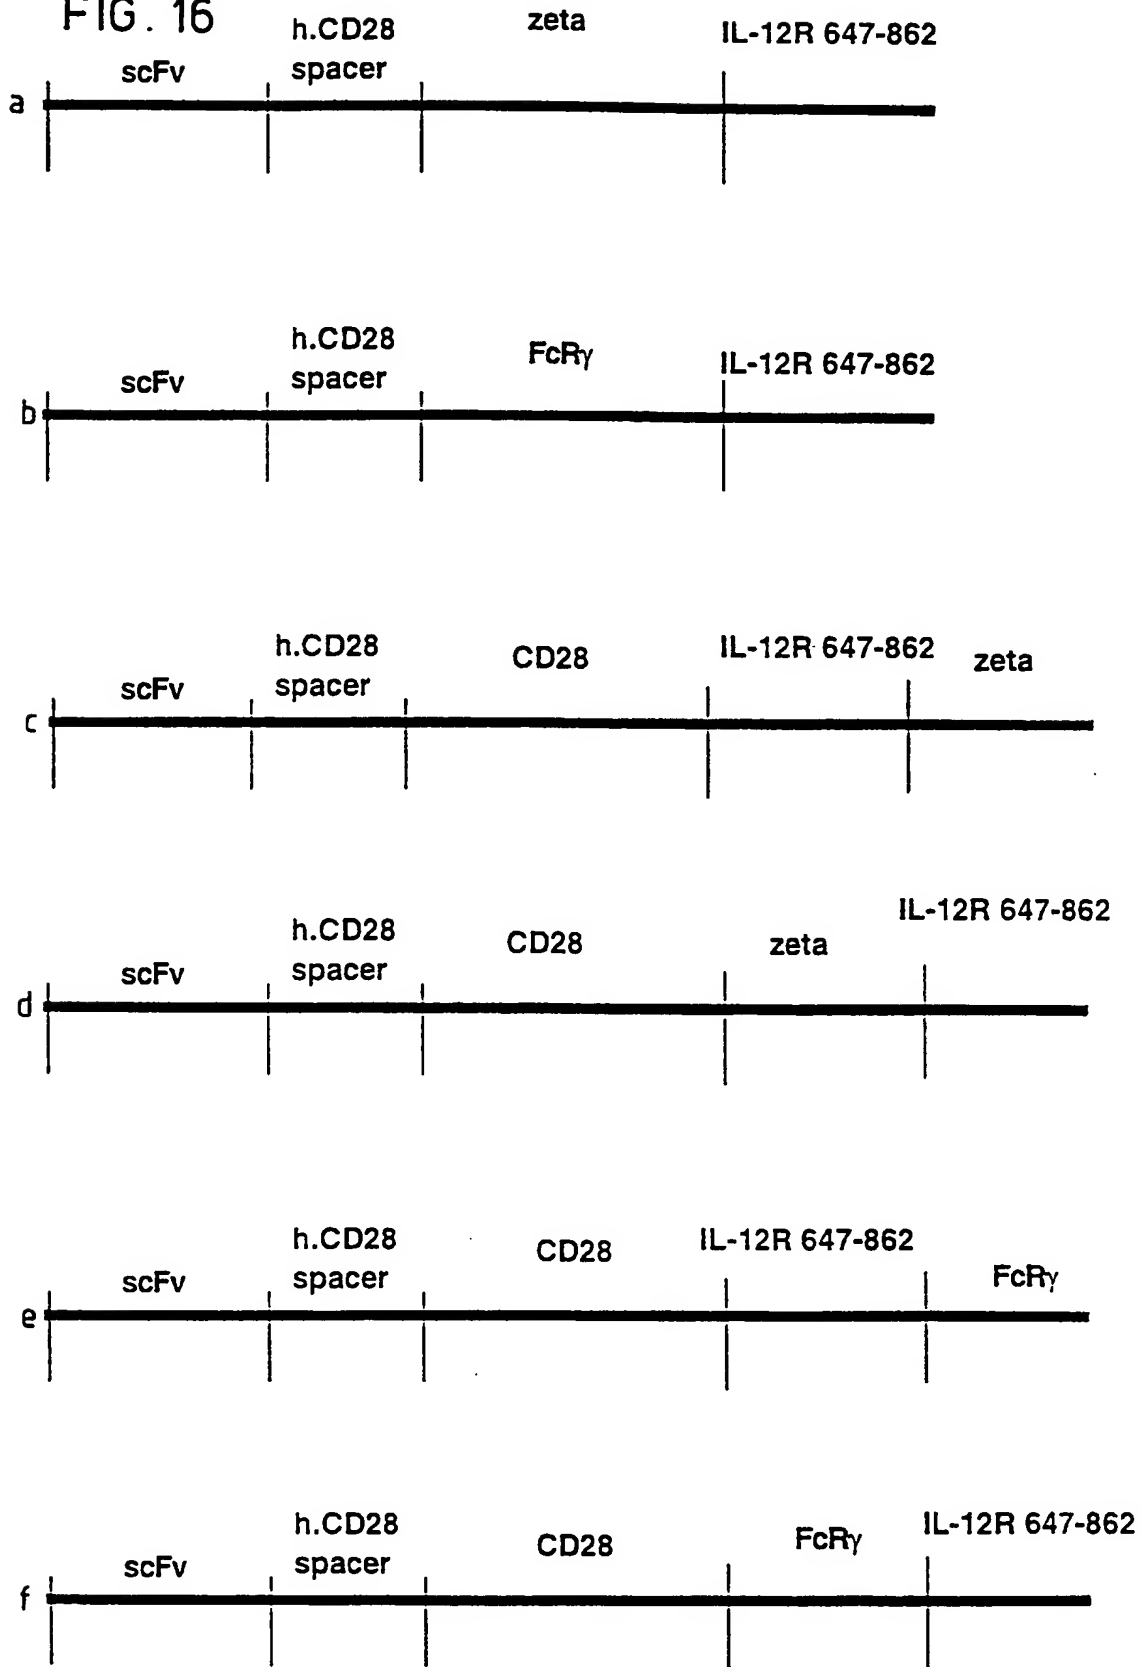 FIG. 16
h.CD28 zeta IL-12R 647-862
scFv spacer
a
h.CD28 FcRγ IL-12R 647-862
scFv spacer
b
h.CD28 CD28 IL-12R 647-862 zeta
scFv spacer
c
IL-12R 647-862
h.CD28 CD28 zeta
scFv spacer
d
h.CD28 CD28 IL-12R 647-862
scFv spacer FcRγ
e
h.CD28 CD28 FcRγ IL-12R 647-862
scFv spacer
f